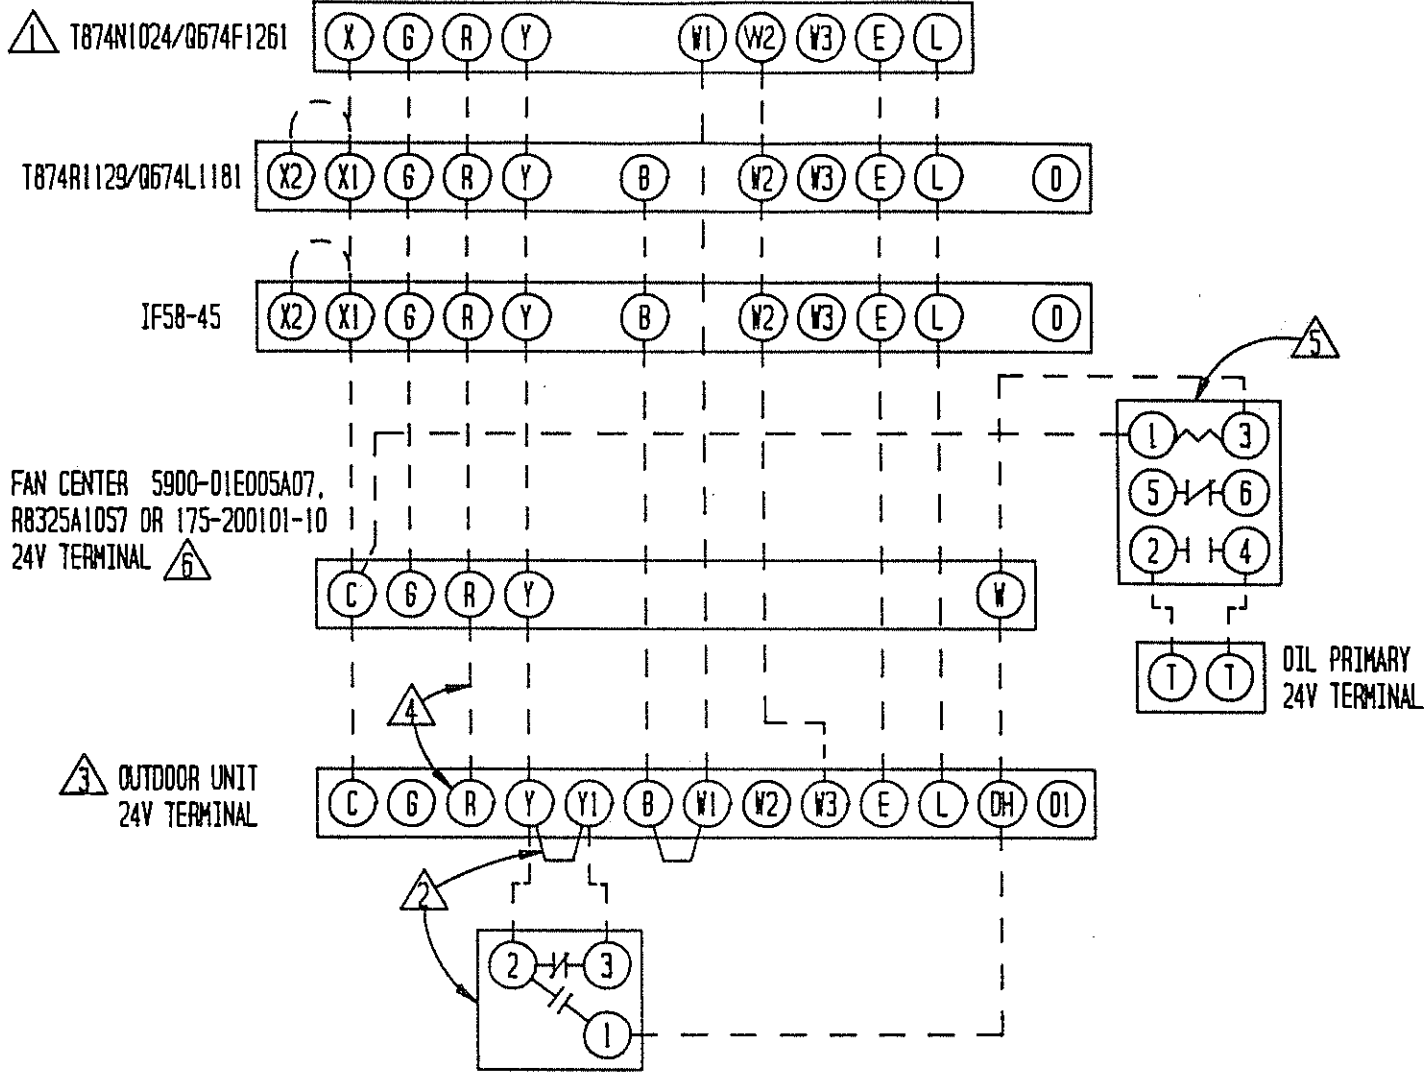 1 T874N1024/Q674F1261 X G R Y W1 W2 W3 E L
T874R1129/Q674L1181 X2 X1 G R Y B W2 W3 E L O
IF58-45 X2 X1 G R Y B W2 W3 E L O
5
1 3
5 6
2 4
FAN CENTER 5900-01E005A07,
R8325A1057 OR 175-200101-10
24V TERMINAL 6
C G R Y W
T T
OIL PRIMARY
24V TERMINAL
4
3 OUTDOOR UNIT
24V TERMINAL
C G R Y Y1 B W1 W2 W3 E L DH O1
2
2 3
1